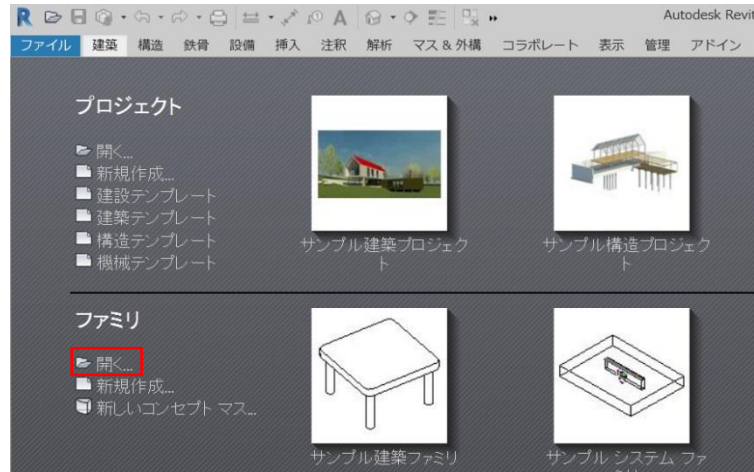 Autodesk Revit
ファイル 建築 構造 鉄骨 設備 挿入 注釈 解析 マス & 外構 コラボレート 表示 管理 アドイン
プロジェクト
開く...
新規作成...
建設テンプレート
建築テンプレート
構造テンプレート
機械テンプレート
サンプル建築プロジェク
ト
サンプル構造プロジェク
ト
ファミリ
開く...
新規作成...
新しいコンセプト マス...
サンプル建築ファミリ
サンプル システム ファ